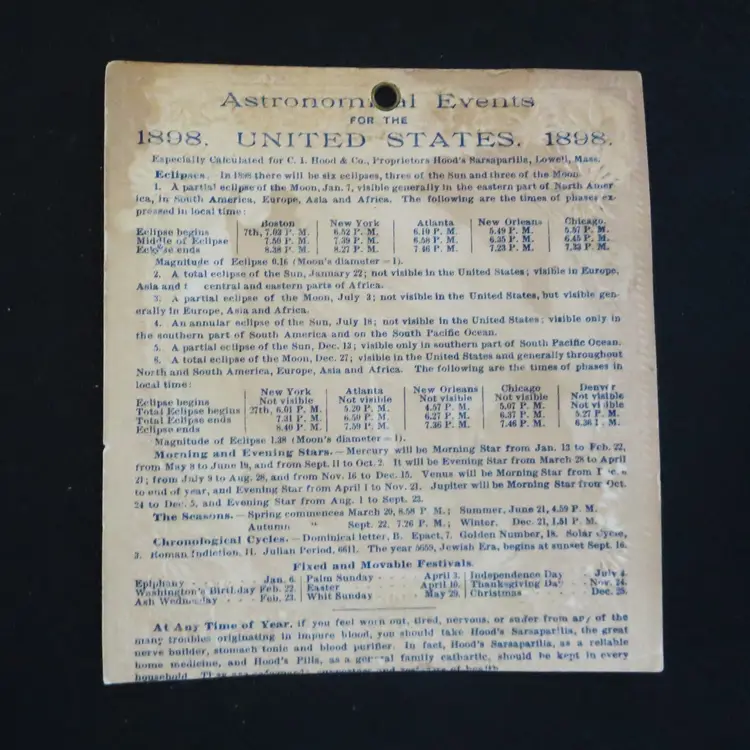 Astronomical Events
FOR THE
1898. UNITED STATES. 1898.
Especially Calculated for C. I. Hood & Co., Proprietors Hood's Sarsaparilla, Lowell, Mass.
Eclipses. In 1898 there will be six eclipses, three of the Sun and three of the Moon.
1. A partial eclipse of the Moon, Jan. 7, visible generally in the eastern part of North Amer
ica, in South America, Europe, Asia and Africa. The following are the times of phases ex-
pressed in local time:
Boston New York Atlanta New Orleans Chicago.
Eclipse begins 7th, 7.03 P. M. 6.52 P. M. 6.10 P. M. 5.49 P. M. 5.57 P. M.
Middle of Eclipse 7.50 P. M. 7.39 P. M. 6.58 P. M. 6.35 P. M. 6.45 P. M.
Eclipse ends 8.38 P. M. 8.27 P. M. 7.46 P. M. 7.23 P. M. 7.33 P. M.
Magnitude of Eclipse 0.16 (Moon's diameter = 1).
2. A total eclipse of the Sun, January 22; not visible in the United States; visible in Europe,
Asia and central and eastern parts of Africa.
3. A partial eclipse of the Moon, July 3; not visible in the United States, but visible gen-
erally in Europe, Asia and Africa.
4. An annular eclipse of the Sun, July 18; not visible in the United States; visible only in
the southern part of South America and on the South Pacific Ocean.
5. A partial eclipse of the Sun, Dec. 13; visible only in southern part of South Pacific Ocean.
6. A total eclipse of the Moon, Dec. 27; visible in the United States and generally throughout
North and South America, Europe, Asia and Africa. The following are the times of phases in
local time:
New York Atlanta New Orleans Chicago Denver
Eclipse begins Not visible Not visible Not visible Not visible Not visible
Total Eclipse begins 27th, 6.01 P. M. 5.20 P. M. 4.57 P. M. 5.07 P. M. Not visible
Total Eclipse ends 7.31 P. M. 6.50 P. M. 6.27 P. M. 6.37 P. M. 5.27 P. M.
Eclipse ends 8.40 P. M. 7.59 P. M. 7.36 P. M. 7.46 P. M. 6.36 P. M.
Magnitude of Eclipse 1.38 (Moon's diameter = 1).
Morning and Evening Stars.—Mercury will be Morning Star from Jan. 13 to Feb. 22,
from May 8 to June 19, and from Sept. 11 to Oct. 2. It will be Evening Star from March 28 to April
21; from July 9 to Aug. 28, and from Nov. 16 to Dec. 15. Venus will be Morning Star from
to end of year, and Evening Star from April 1 to Nov. 21. Jupiter will be Morning Star from Oct.
24 to Dec. 5, and Evening Star from Aug. 1 to Sept. 23.
The Seasons.—Spring commences March 20, 8.58 P. M.; Summer, June 21, 4.59 P. M.
Autumn " Sept. 22, 7.26 P. M.; Winter. Dec. 21, 1.51 P. M.
Chronological Cycles.—Dominical letter, B. Epact, 7. Golden Number, 18. Solar Cycle,
3. Roman Indiction, 11. Julian Period, 6611. The year 5659, Jewish Era, begins at sunset Sept. 16.
Fixed and Movable Festivals.
Epiphany Jan. 6. Palm Sunday April 3. Independence Day July 4.
Washington's Birthday Feb. 22. Easter April 10. Thanksgiving Day Nov. 24.
Ash Wednesday Feb. 23. Whit Sunday May 29. Christmas Dec. 25.
At Any Time of Year, if you feel worn out, tired, nervous, or suffer from any of the
many troubles originating in impure blood, you should take Hood's Sarsaparilla, the great
nerve builder, stomach tonic and blood purifier. In fact, Hood's Sarsaparilla, as a reliable
home medicine, and Hood's Pills, as a general family cathartic, should be kept in every
household. They are safeguards, supporters and restorers of health